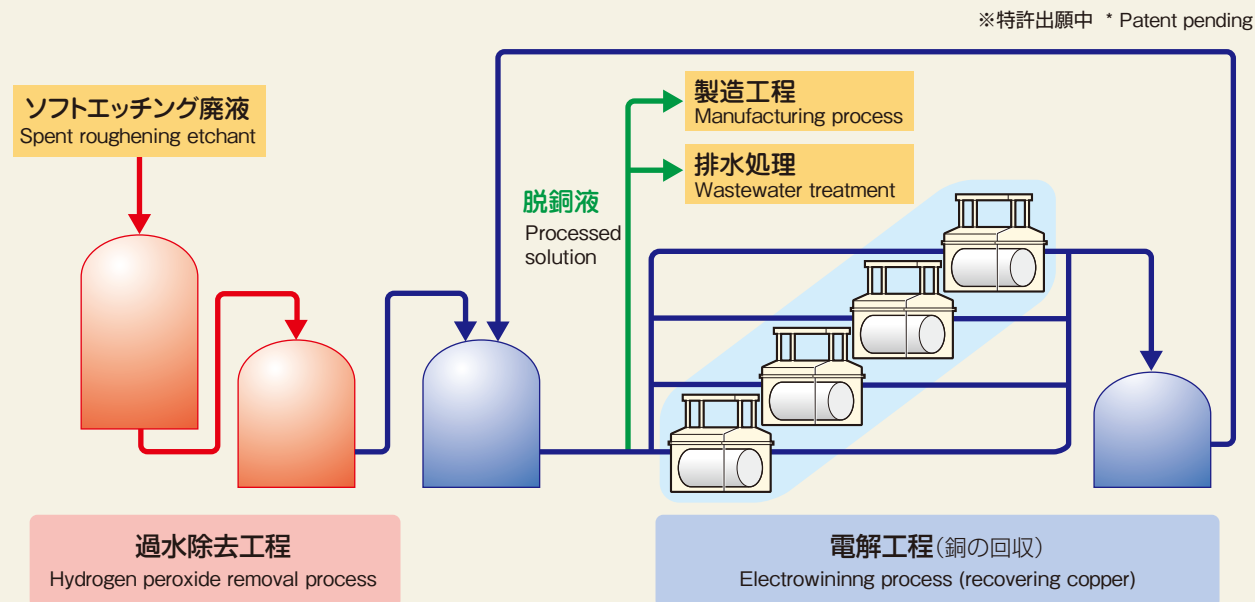 ※特許出願中 * Patent pending
ソフトエッチング廃液
Spent roughening etchant
製造工程
Manufacturing process
排水処理
Wastewater treatment
脱銅液
Processed
solution
過水除去工程
Hydrogen peroxide removal process
電解工程(銅の回収)
Electrowininng process (recovering copper)